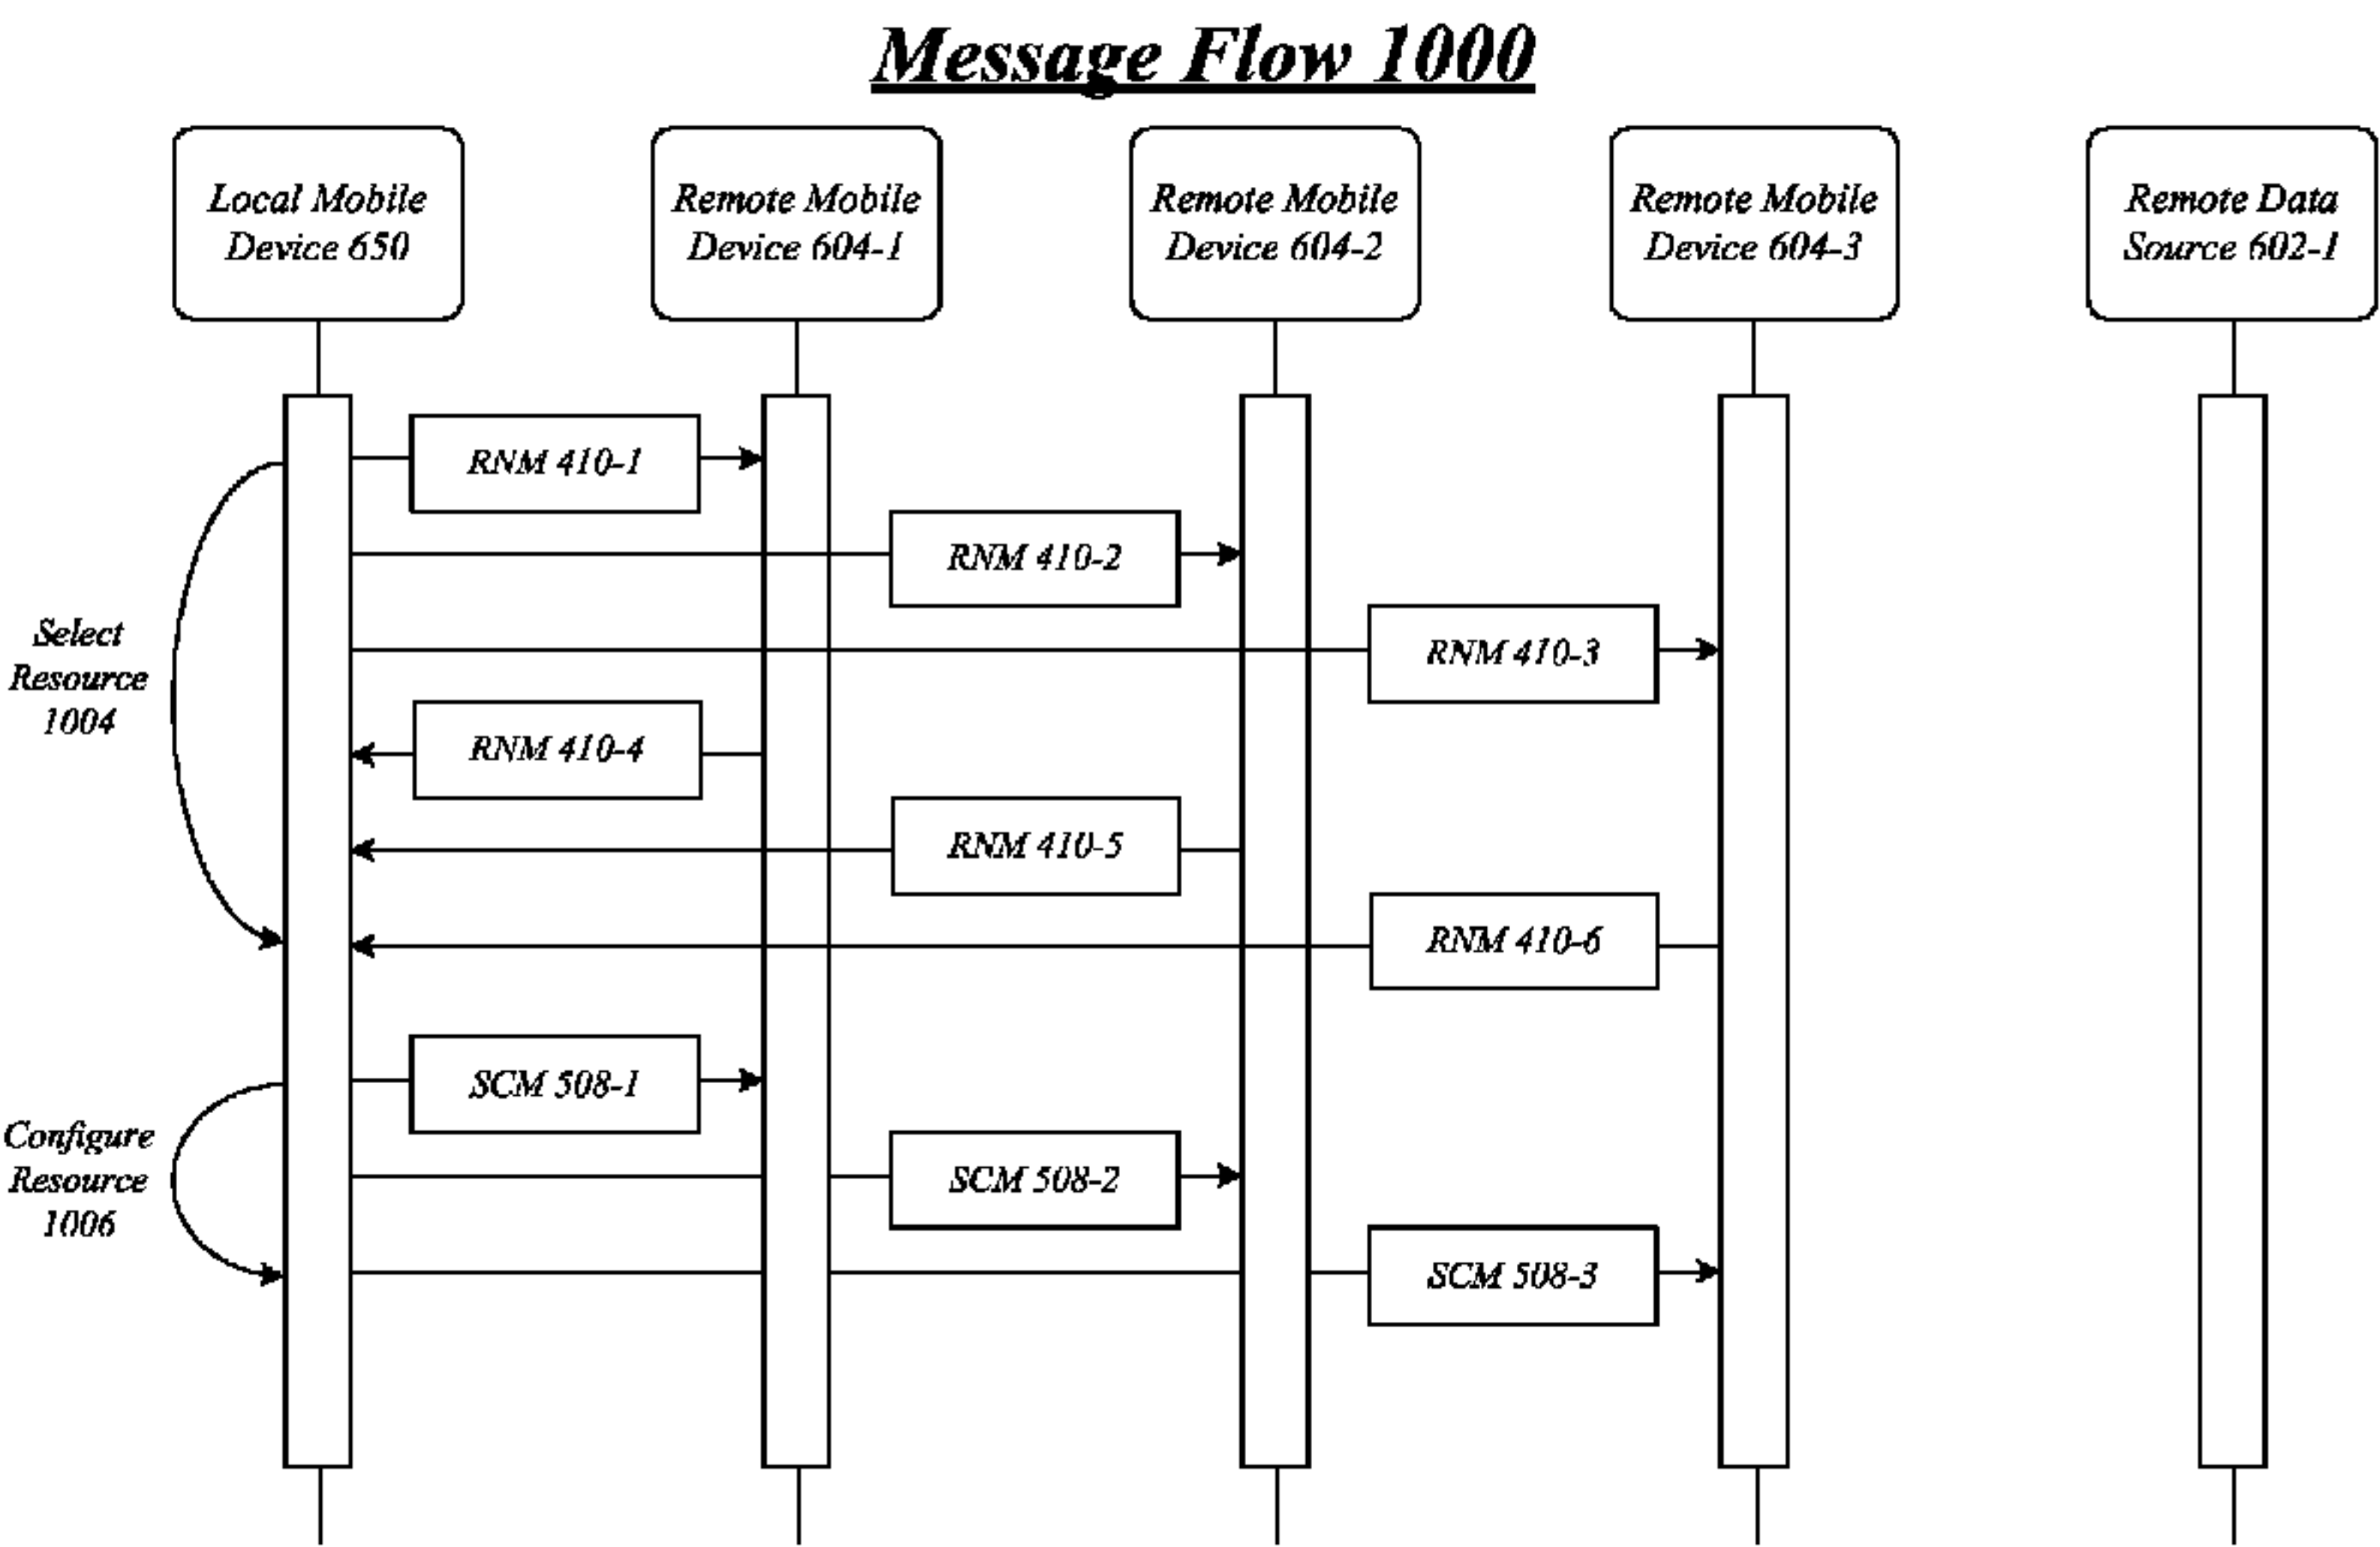 Message Flow 1000
Local Mobile
Device 650
Remote Mobile
Device 604-1
Remote Mobile
Device 604-2
Remote Mobile
Device 604-3
Remote Data
Source 602-1
RNM 410-1
RNM 410-2
RNM 410-3
Select
Resource
1004
RNM 410-4
RNM 410-5
RNM 410-6
SCM 508-1
Configure
Resource
1006
SCM 508-2
SCM 508-3